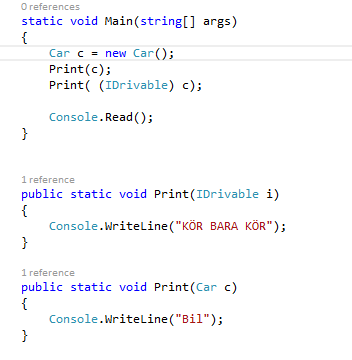 0 references
static void Main(string[] args)
{
    Car c = new Car();
    Print(c);
    Print( (IDrivable) c);
    Console.Read();
}
1 reference
public static void Print(IDrivable i)
{
    Console.WriteLine("KÖR BARA KÖR");
}
1 reference
public static void Print(Car c)
{
    Console.WriteLine("Bil");
}